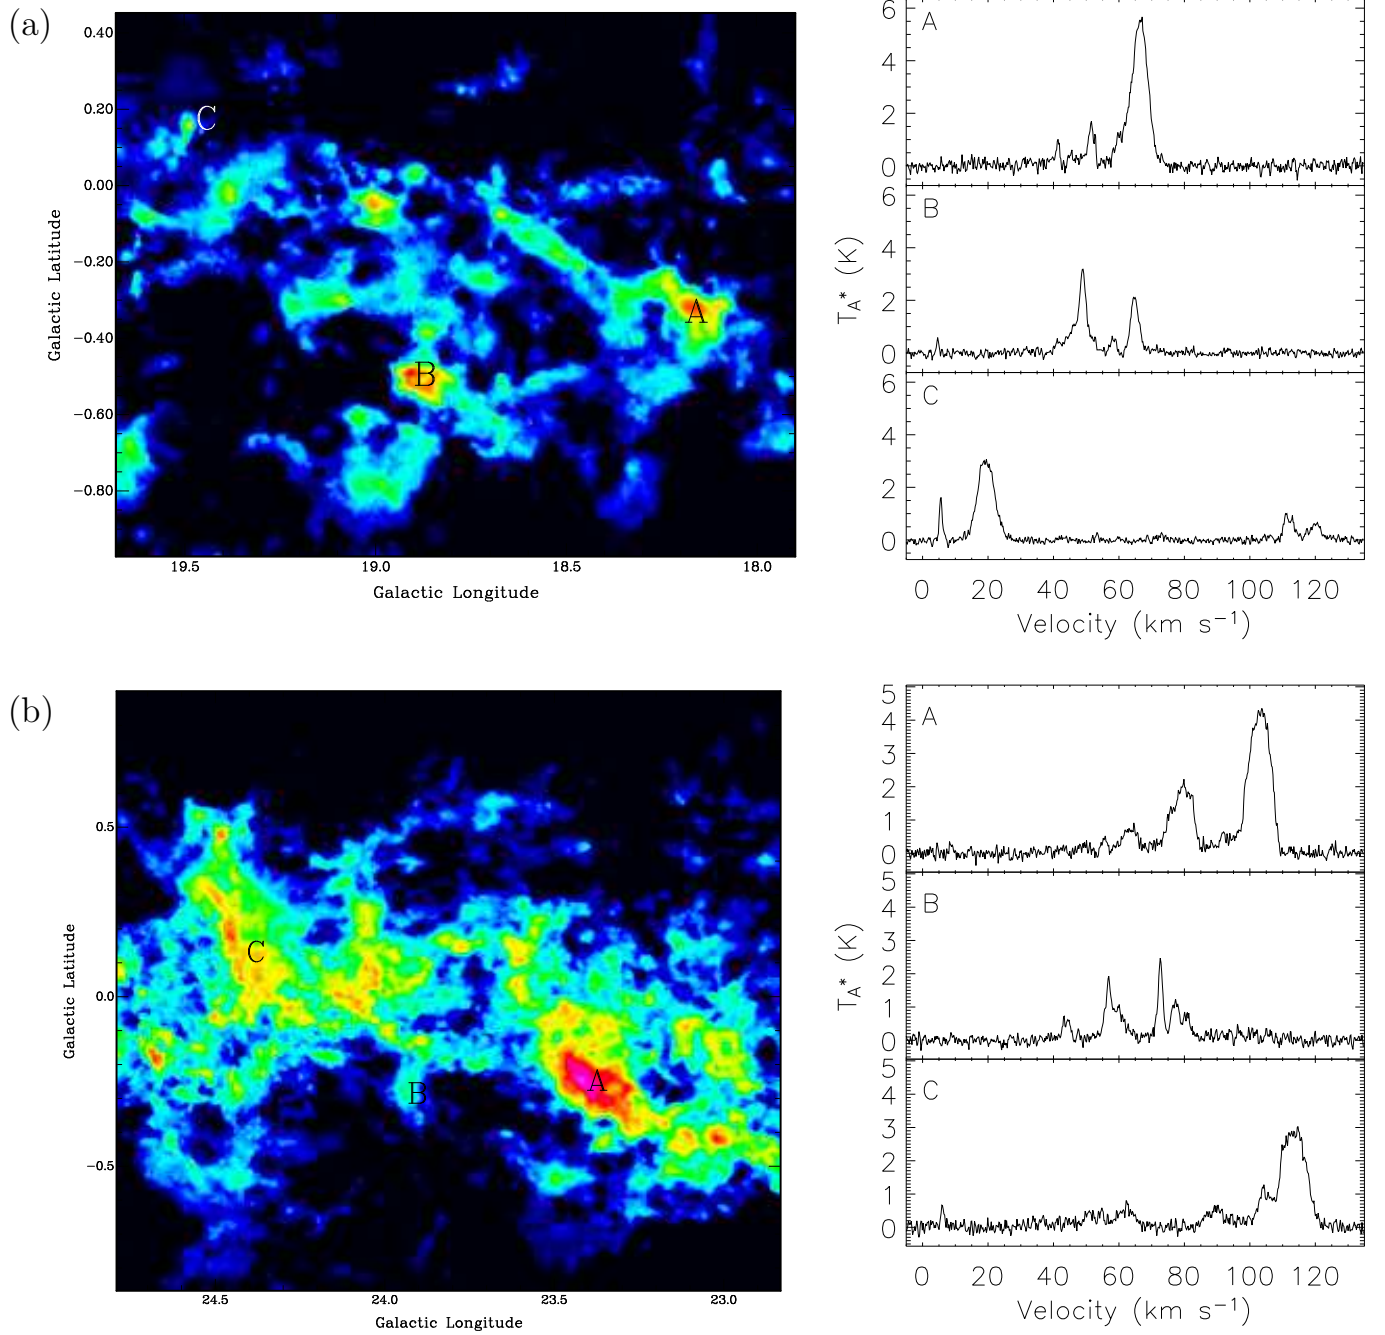 (a)
0.40
0.20
0.00
−0.20
−0.40
−0.60
−0.80
Galactic Latitude
C
A
B
19.5 19.0 18.5 18.0
Galactic Longitude
A
6
4
2
0
B
6
4
2
0
C
6
4
2
0
T_A* (K)
0 20 40 60 80 100 120
Velocity (km s⁻¹)
(b)
0.5
0.0
−0.5
Galactic Latitude
C
A
B
24.5 24.0 23.5 23.0
Galactic Longitude
A
5
4
3
2
1
0
B
5
4
3
2
1
0
C
5
4
3
2
1
0
T_A* (K)
0 20 40 60 80 100 120
Velocity (km s⁻¹)